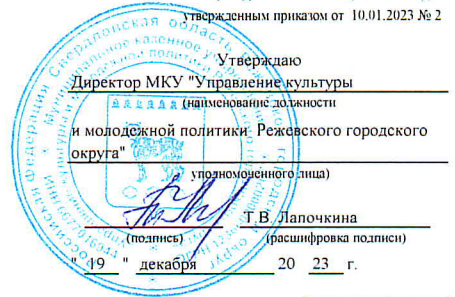 утвержденным приказом от 10.01.2023 № 2
Утверждаю
Директор МКУ "Управление культуры
(наименование должности
и молодежной политики Режевского городского
округа"
уполномоченного лица)
Т.В. Лапочкина
(подпись) (расшифровка подписи)
" 19 " декабря 20 23 г.